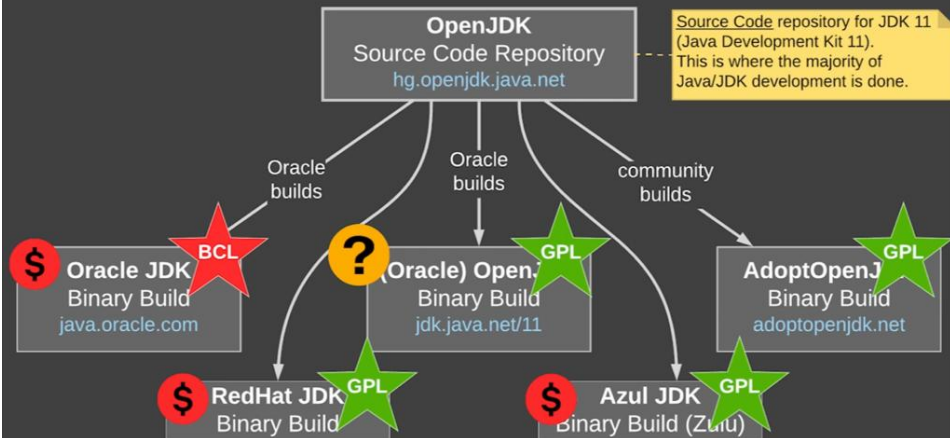 OpenJDK
Source Code Repository
hg.openjdk.java.net
Source Code repository for JDK 11
(Java Development Kit 11).
This is where the majority of
Java/JDK development is done.
Oracle
builds
Oracle
builds
community
builds
$
BCL
Oracle JDK
Binary Build
java.oracle.com
?
GPL
(Oracle) OpenJ
Binary Build
jdk.java.net/11
GPL
AdoptOpenJ
Binary Build
adoptopenjdk.net
$
GPL
RedHat JDK
Binary Build
$
GPL
Azul JDK
Binary Build (Zulu)